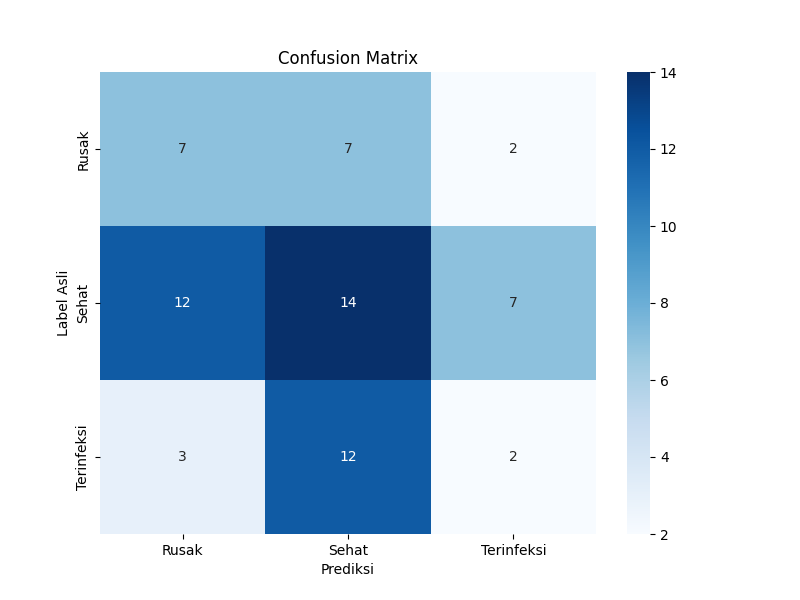 Confusion Matrix
Label Asli
Rusak
7 7 2
Sehat
12 14 7
Terinfeksi
3 12 2
Rusak Sehat Terinfeksi
Prediksi
14
12
10
8
6
4
2